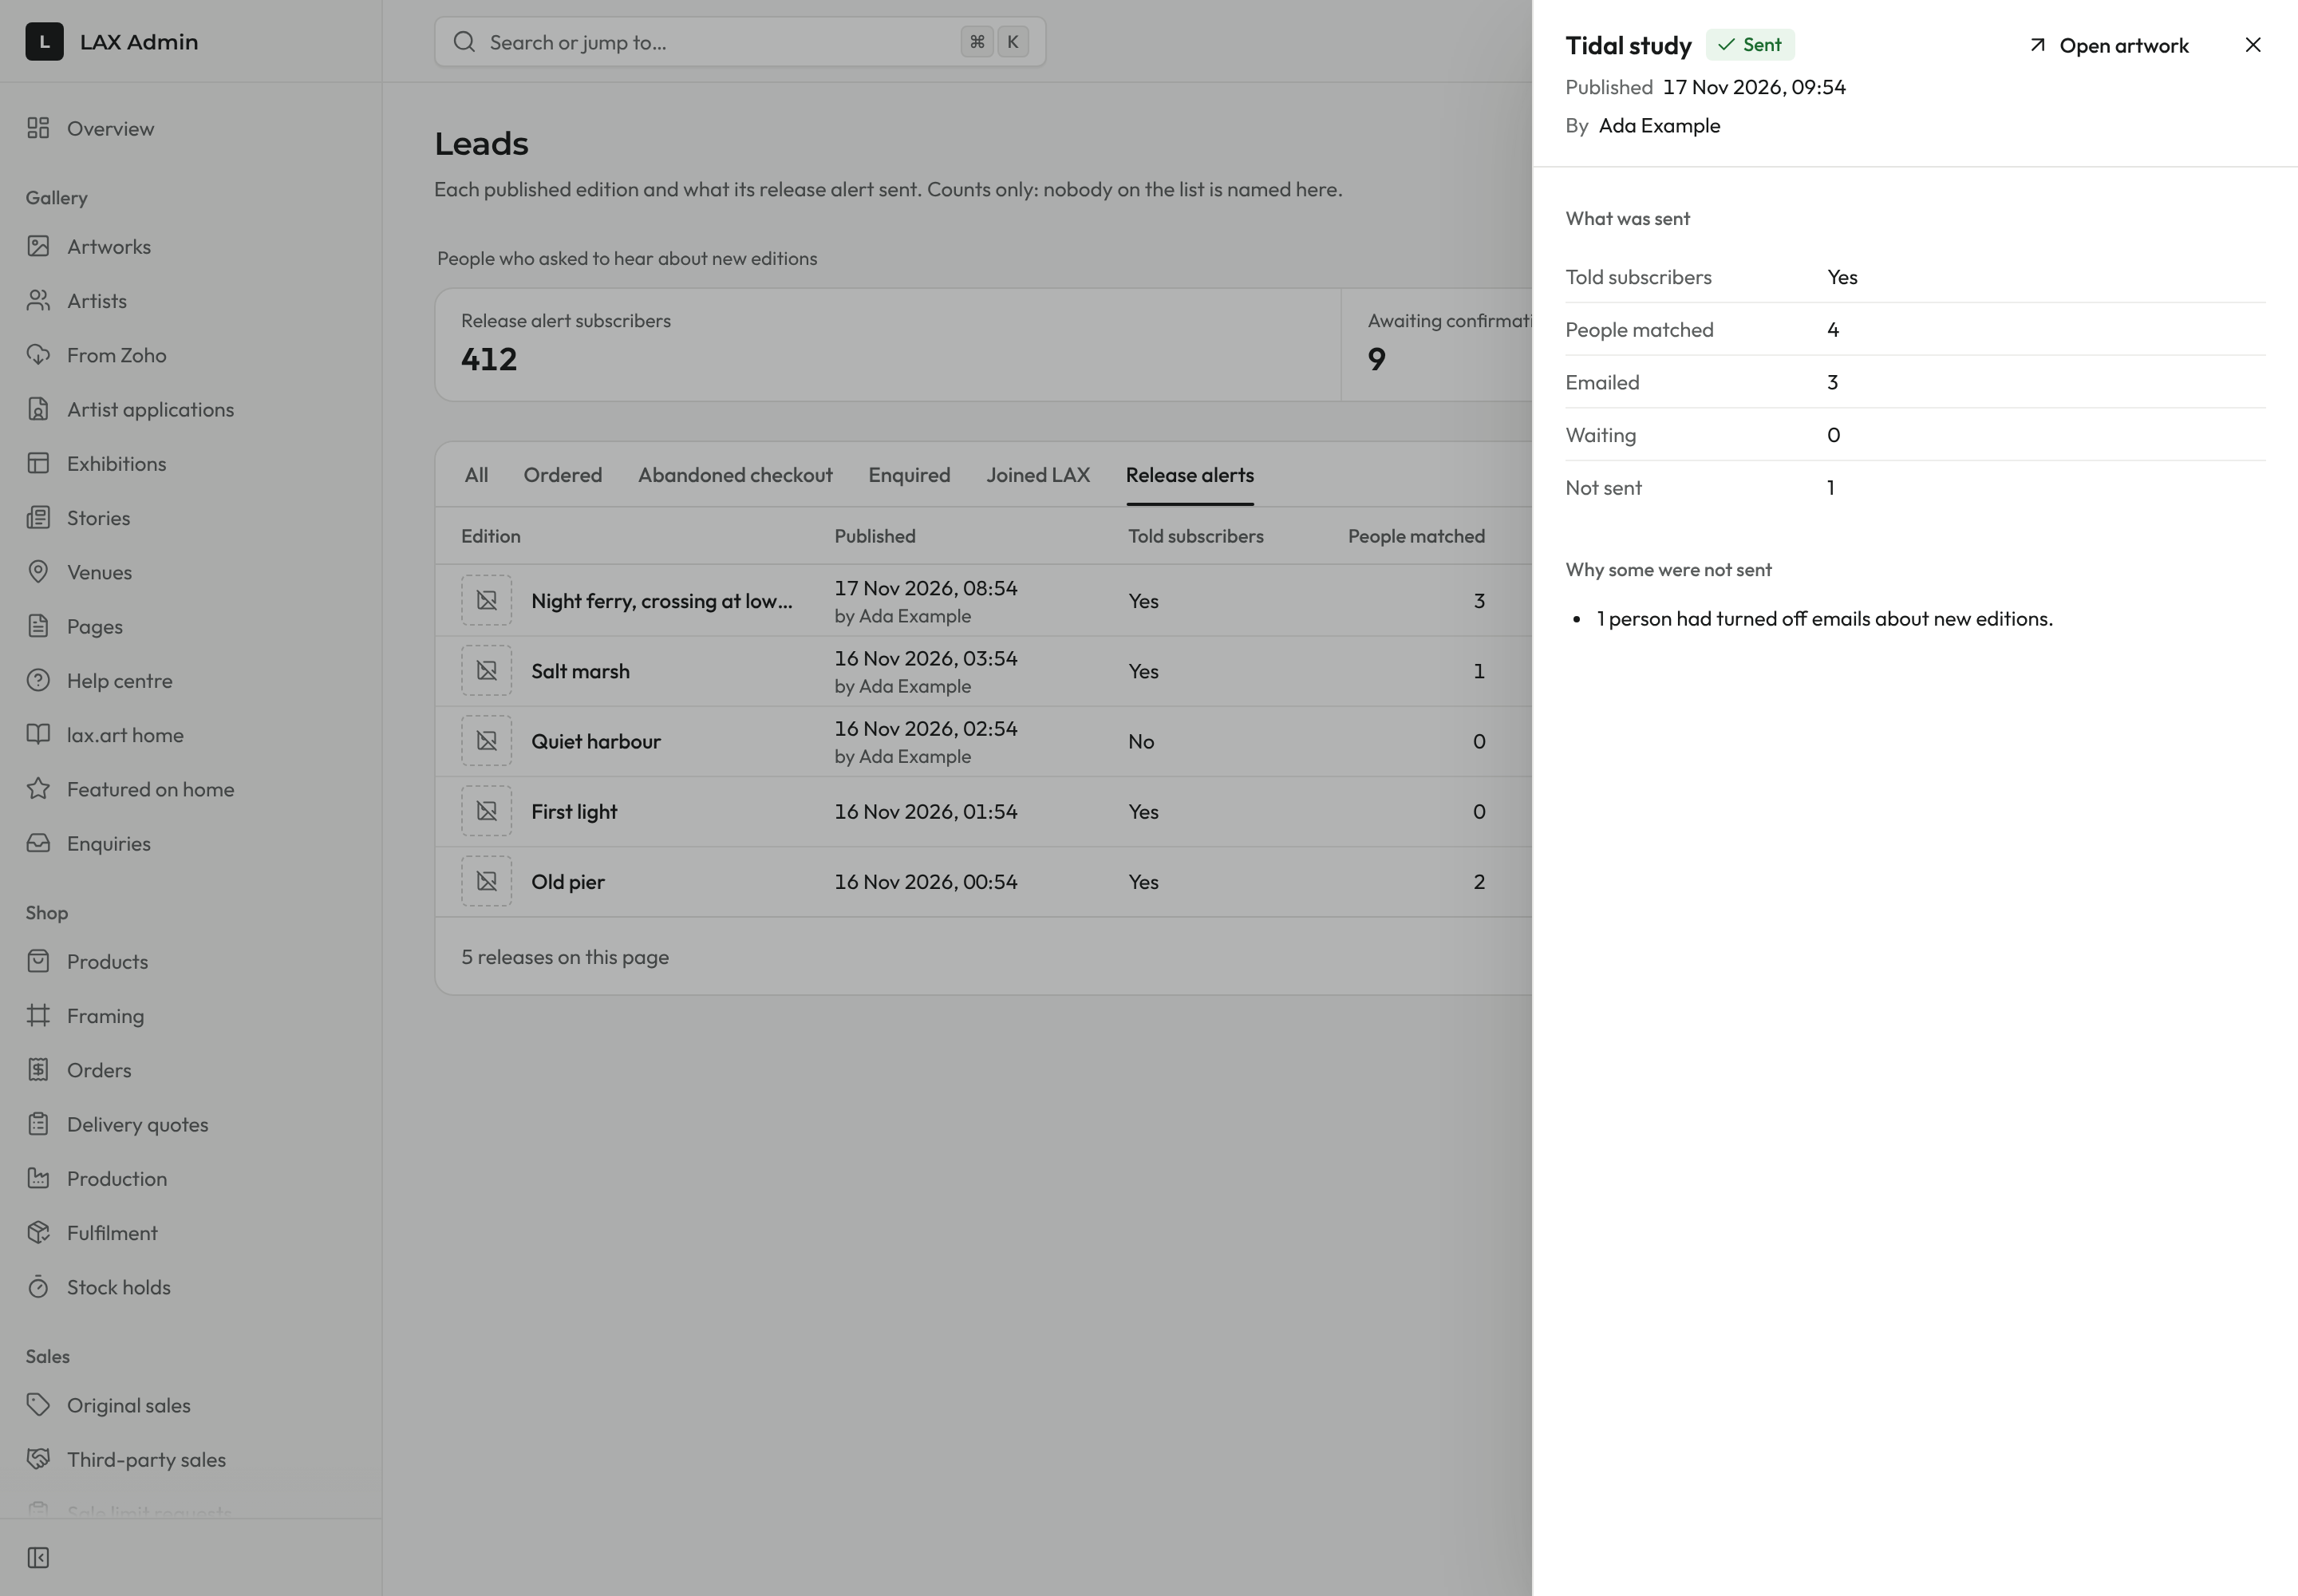 L LAX Admin
Search or jump to...
⌘ K
Overview
Gallery
Artworks
Artists
From Zoho
Artist applications
Exhibitions
Stories
Venues
Pages
Help centre
lax.art home
Featured on home
Enquiries
Shop
Products
Framing
Orders
Delivery quotes
Production
Fulfilment
Stock holds
Sales
Original sales
Third-party sales
Sale limit requests
Leads
Each published edition and what its release alert sent. Counts only: nobody on the list is named here.
People who asked to hear about new editions
Release alert subscribers
412
Awaiting confirmati
9
All Ordered Abandoned checkout Enquired Joined LAX Release alerts
Edition Published Told subscribers People matched
Night ferry, crossing at low... 17 Nov 2026, 08:54 by Ada Example Yes 3
Salt marsh 16 Nov 2026, 03:54 by Ada Example Yes 1
Quiet harbour 16 Nov 2026, 02:54 by Ada Example No 0
First light 16 Nov 2026, 01:54 Yes 0
Old pier 16 Nov 2026, 00:54 Yes 2
5 releases on this page
Tidal study Sent Open artwork
Published 17 Nov 2026, 09:54
By Ada Example
What was sent
Told subscribers Yes
People matched 4
Emailed 3
Waiting 0
Not sent 1
Why some were not sent
• 1 person had turned off emails about new editions.